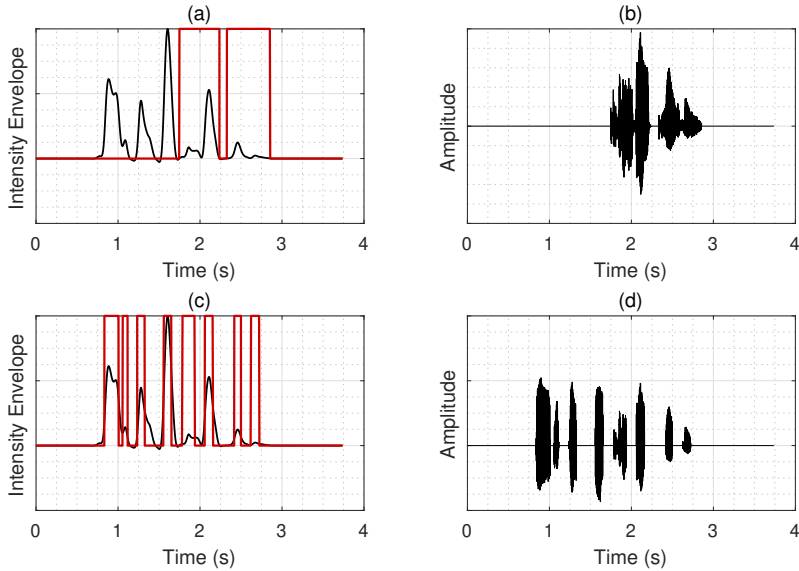 (a)
Intensity Envelope
0 1 2 3 4
Time (s)
(b)
Amplitude
0 1 2 3 4
Time (s)
(c)
Intensity Envelope
0 1 2 3 4
Time (s)
(d)
Amplitude
0 1 2 3 4
Time (s)